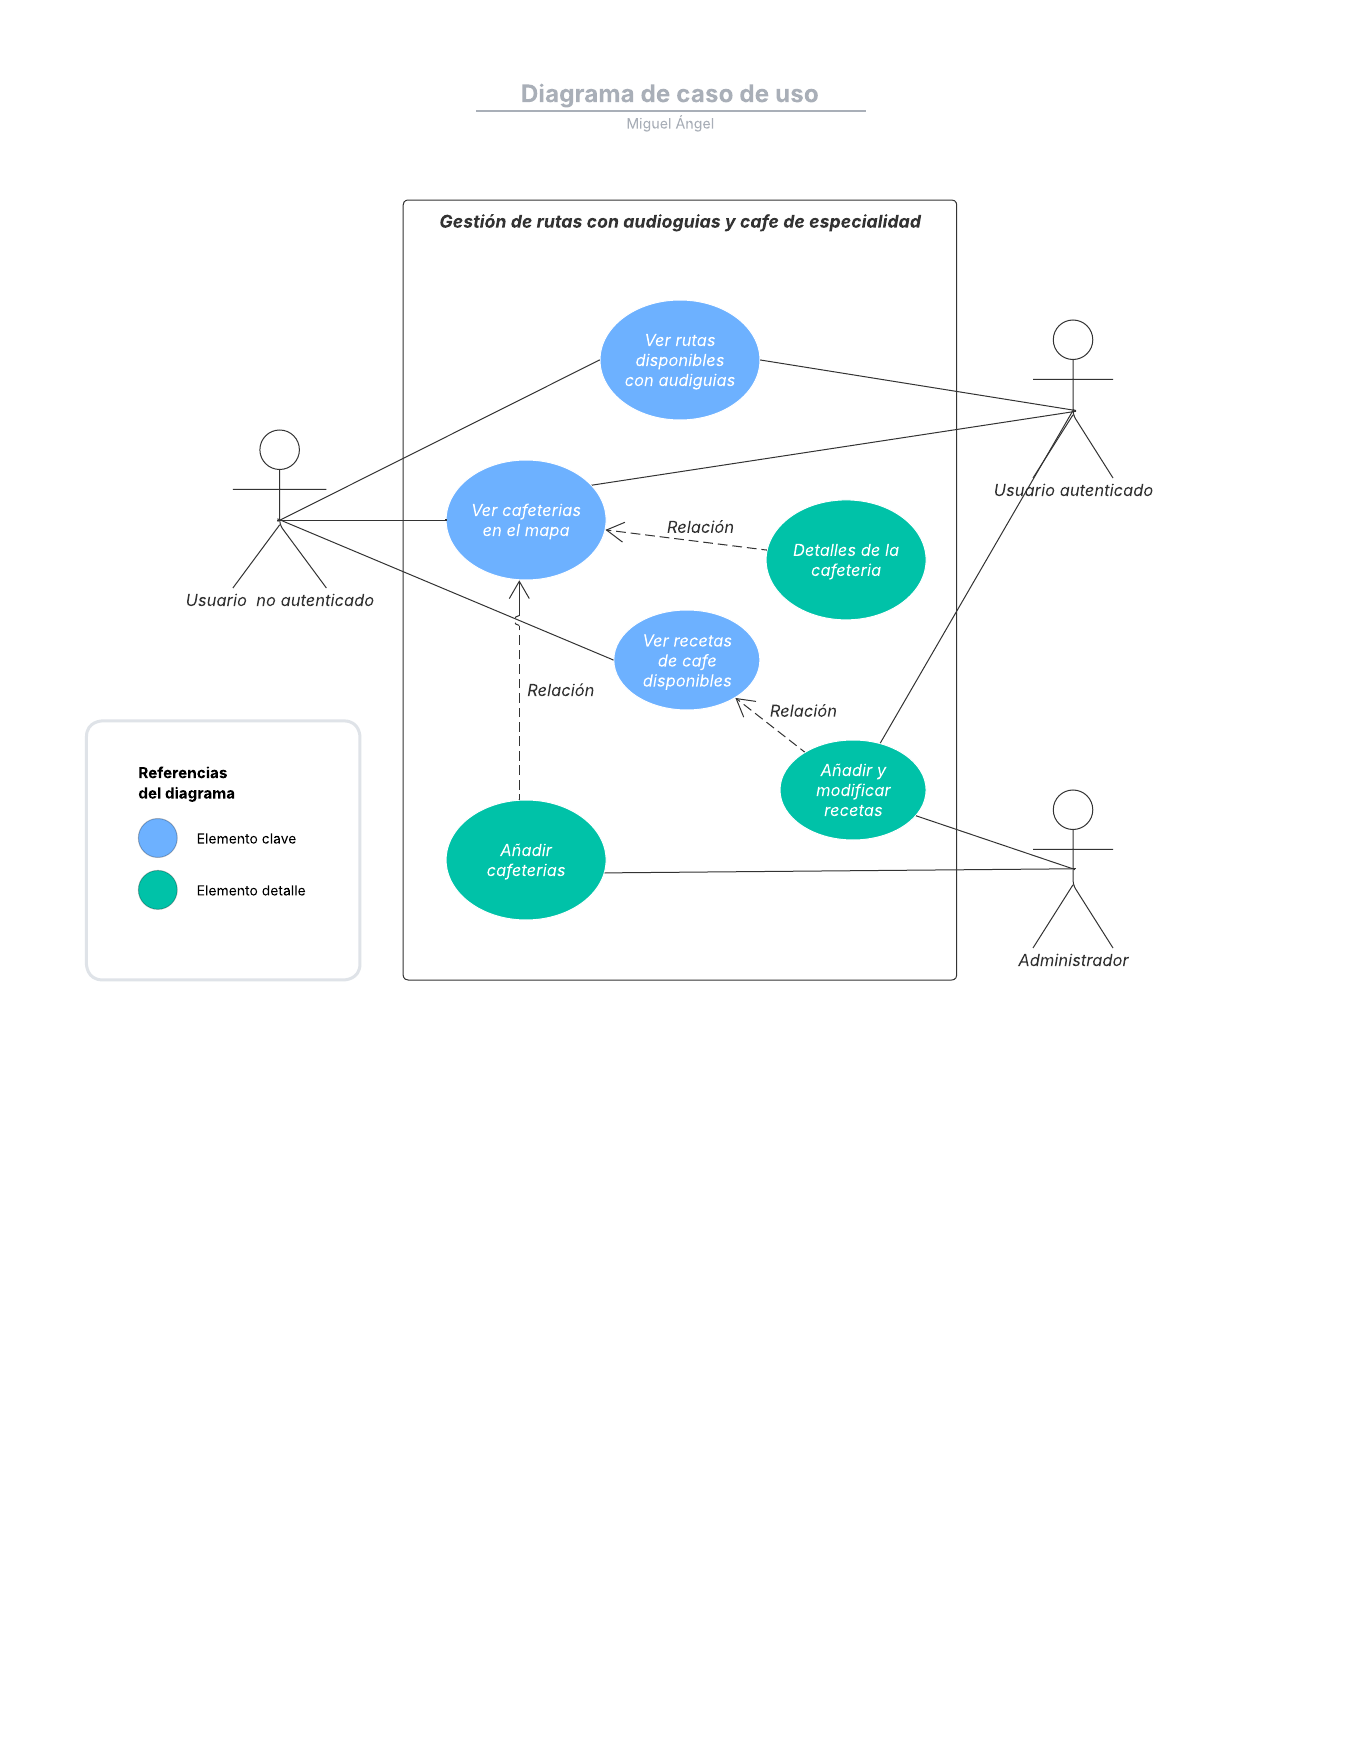 Diagrama de caso de uso
Miguel Ángel
Gestión de rutas con audioguias y cafe de especialidad
Ver rutas
disponibles
con audiguias
Usuario autenticado
Ver cafeterias
en el mapa
Relación
Detalles de la
cafeteria
Usuario  no autenticado
Ver recetas
de cafe
disponibles
Relación
Relación
Añadir y
modificar
recetas
Añadir
cafeterias
Administrador
Referencias
del diagrama
Elemento clave
Elemento detalle